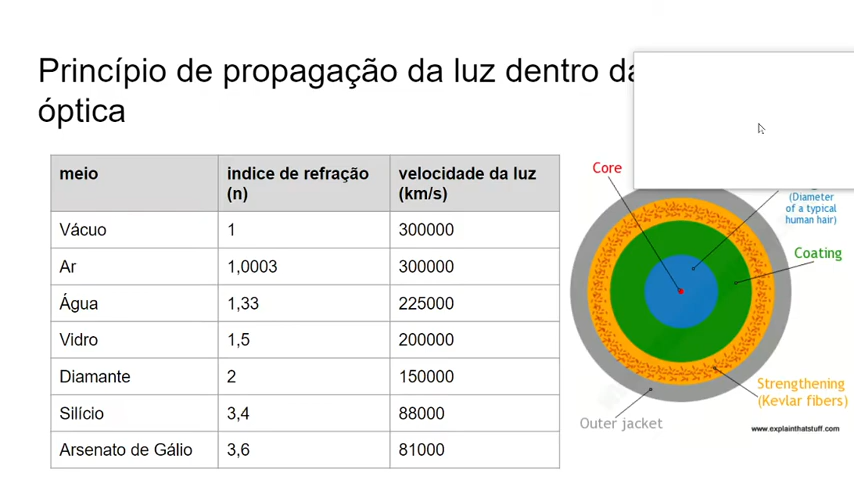 Princípio de propagação da luz dentro da
óptica
meio indice de refração (n) velocidade da luz (km/s)
Vácuo 1 300000
Ar 1,0003 300000
Água 1,33 225000
Vidro 1,5 200000
Diamante 2 150000
Silício 3,4 88000
Arsenato de Gálio 3,6 81000
Core
(Diameter
of a typical
human hair)
Coating
Strengthening
(Kevlar fibers)
Outer jacket
www.explainthatstuff.com